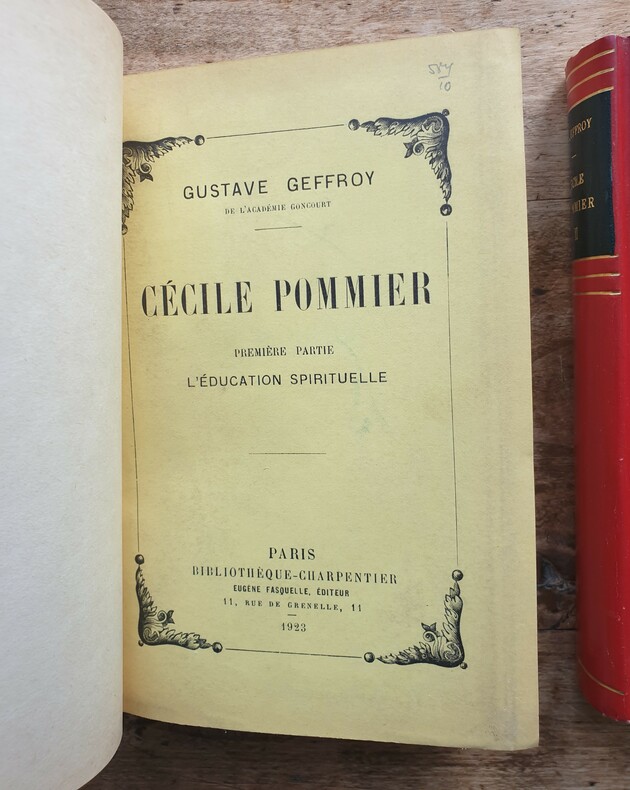 GUSTAVE GEFFROY
DE L'ACADÉMIE GONCOURT
CÉCILE POMMIER
PREMIÈRE PARTIE
L'ÉDUCATION SPIRITUELLE
PARIS
BIBLIOTHÈQUE-CHARPENTIER
EUGÈNE FASQUELLE, ÉDITEUR
11, RUE DE GRENELLE, 11
1923